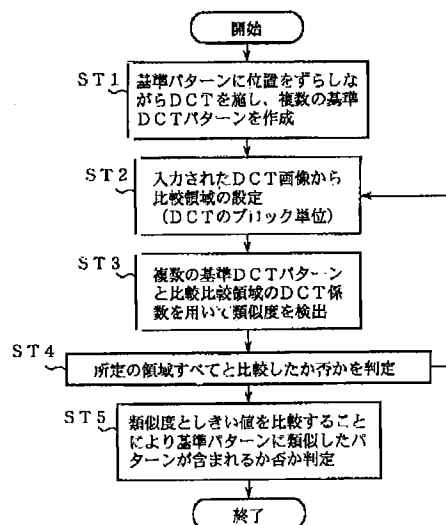 開始
ST1
基準パターンに位置をずらしな
がらDCTを施し、複数の基準
DCTパターンを作成
ST2
入力されたDCT画像から
比較領域の設定
（DCTのブロック単位）
ST3
複数の基準DCTパターン
と比較比較領域のDCT係
数を用いて類似度を検出
ST4
所定の領域すべてと比較したか否かを判定
ST5
類似度としきい値を比較すること
により基準パターンに類似したパ
ターンが含まれるか否か判定
終了